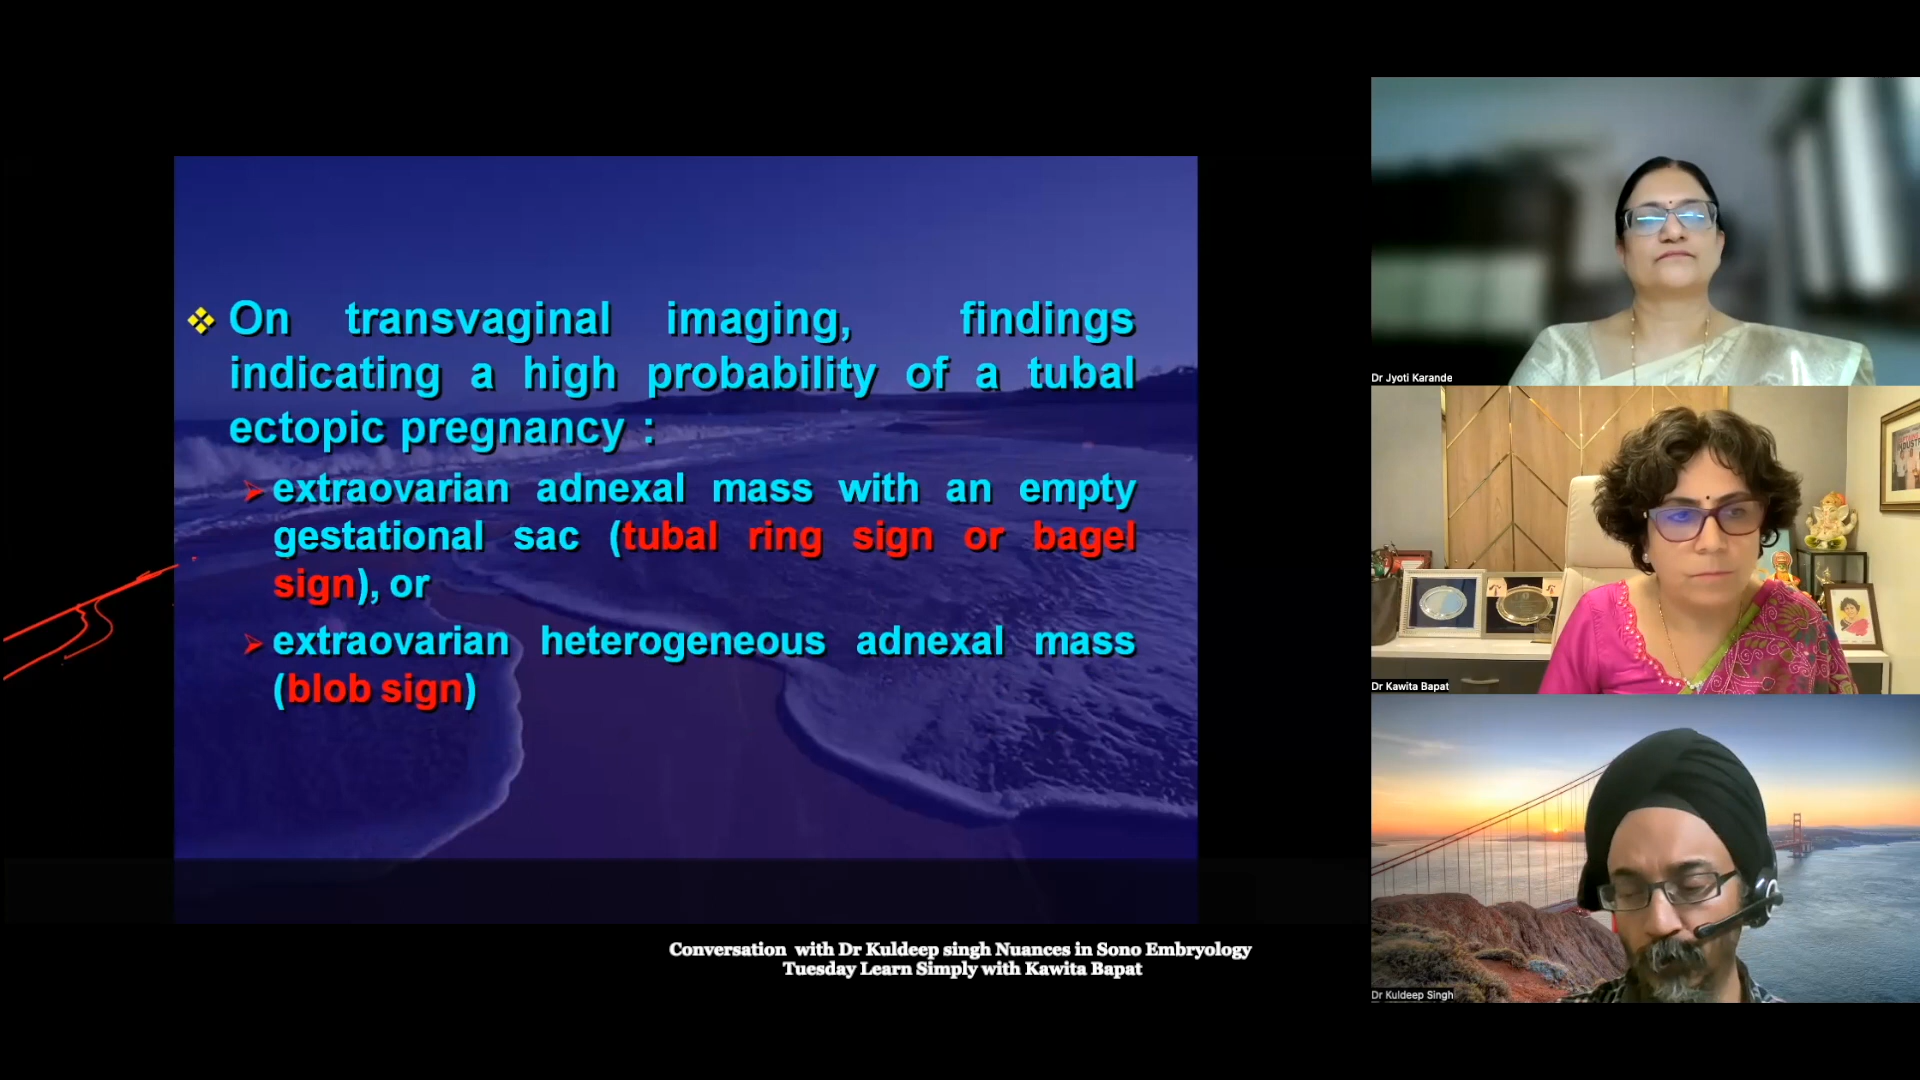 ❖ On transvaginal imaging, findings
indicating a high probability of a tubal
ectopic pregnancy :
➢ extraovarian adnexal mass with an empty
gestational sac (tubal ring sign or bagel
sign), or
➢ extraovarian heterogeneous adnexal mass
(blob sign)
Dr Jyoti Karande
Dr Kawita Bapat
Dr Kuldeep Singh
Conversation with Dr Kuldeep singh Nuances in Sono Embryology
Tuesday Learn Simply with Kawita Bapat